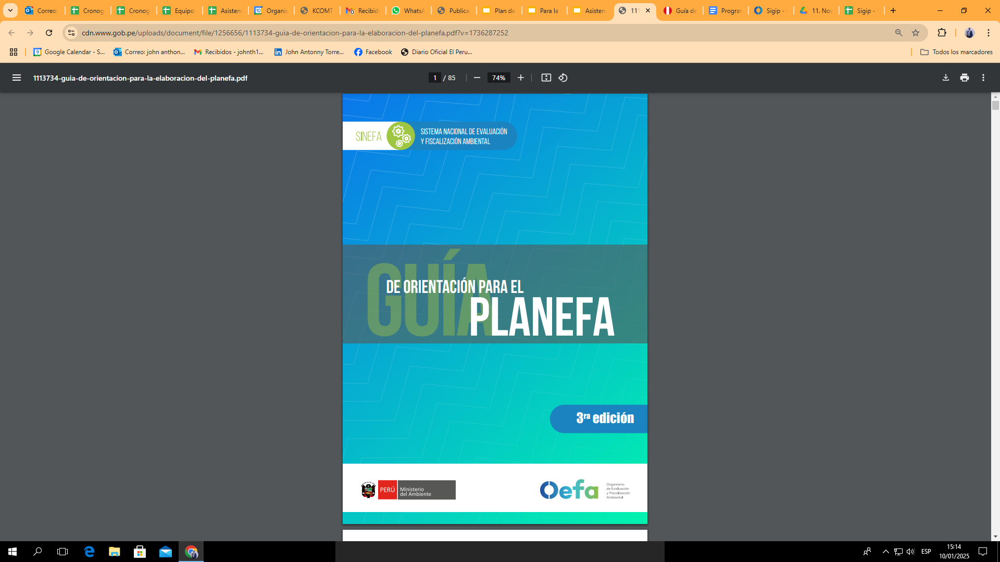 Correo:
Cronog
Cronog
Equipo
Asistenc
Organis
KCOMT
Recibid
WhatsA
Publicac
Plan de
Para la
Asistenc
111
Guía de
Program
Sigip -
11. Nov
Sigip -
cdn.www.gob.pe/uploads/document/file/1256656/1113734-guia-de-orientacion-para-la-elaboracion-del-planefa.pdf?v=1736287252
Google Calendar - S...
Correo: john anthon...
Recibidos - johnth1...
John Antonny Torre...
Facebook
Diario Oficial El Peru...
Todos los marcadores
1113734-guia-de-orientacion-para-la-elaboracion-del-planefa.pdf
1 / 85
74%
SINEFA
SISTEMA NACIONAL DE EVALUACIÓN
Y FISCALIZACIÓN AMBIENTAL
GUÍA
DE ORIENTACIÓN PARA EL
PLANEFA
3ra edición
PERÚ
Ministerio
del Ambiente
Oefa
Organismo
de Evaluación
y Fiscalización
Ambiental
ESP
15:14
10/01/2025